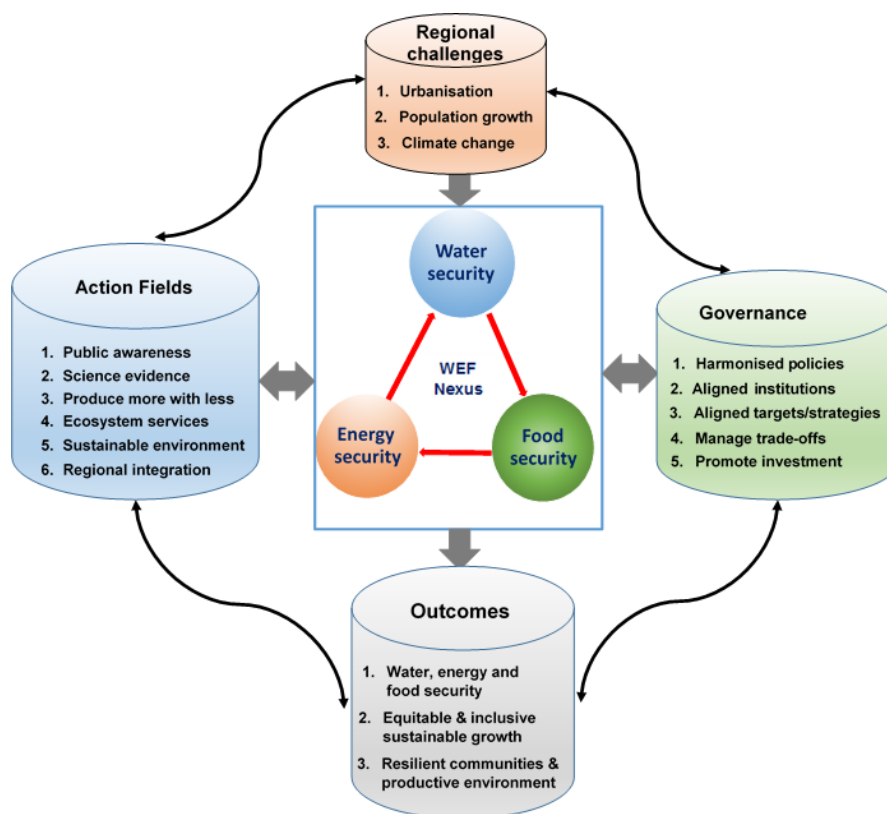 Regional
challenges
1. Urbanisation
2. Population growth
3. Climate change
Action Fields
1. Public awareness
2. Science evidence
3. Produce more with less
4. Ecosystem services
5. Sustainable environment
6. Regional integration
Water
security
WEF
Nexus
Energy
security
Food
security
Governance
1. Harmonised policies
2. Aligned institutions
3. Aligned targets/strategies
4. Manage trade-offs
5. Promote investment
Outcomes
1. Water, energy and
food security
2. Equitable & inclusive
sustainable growth
3. Resilient communities &
productive environment